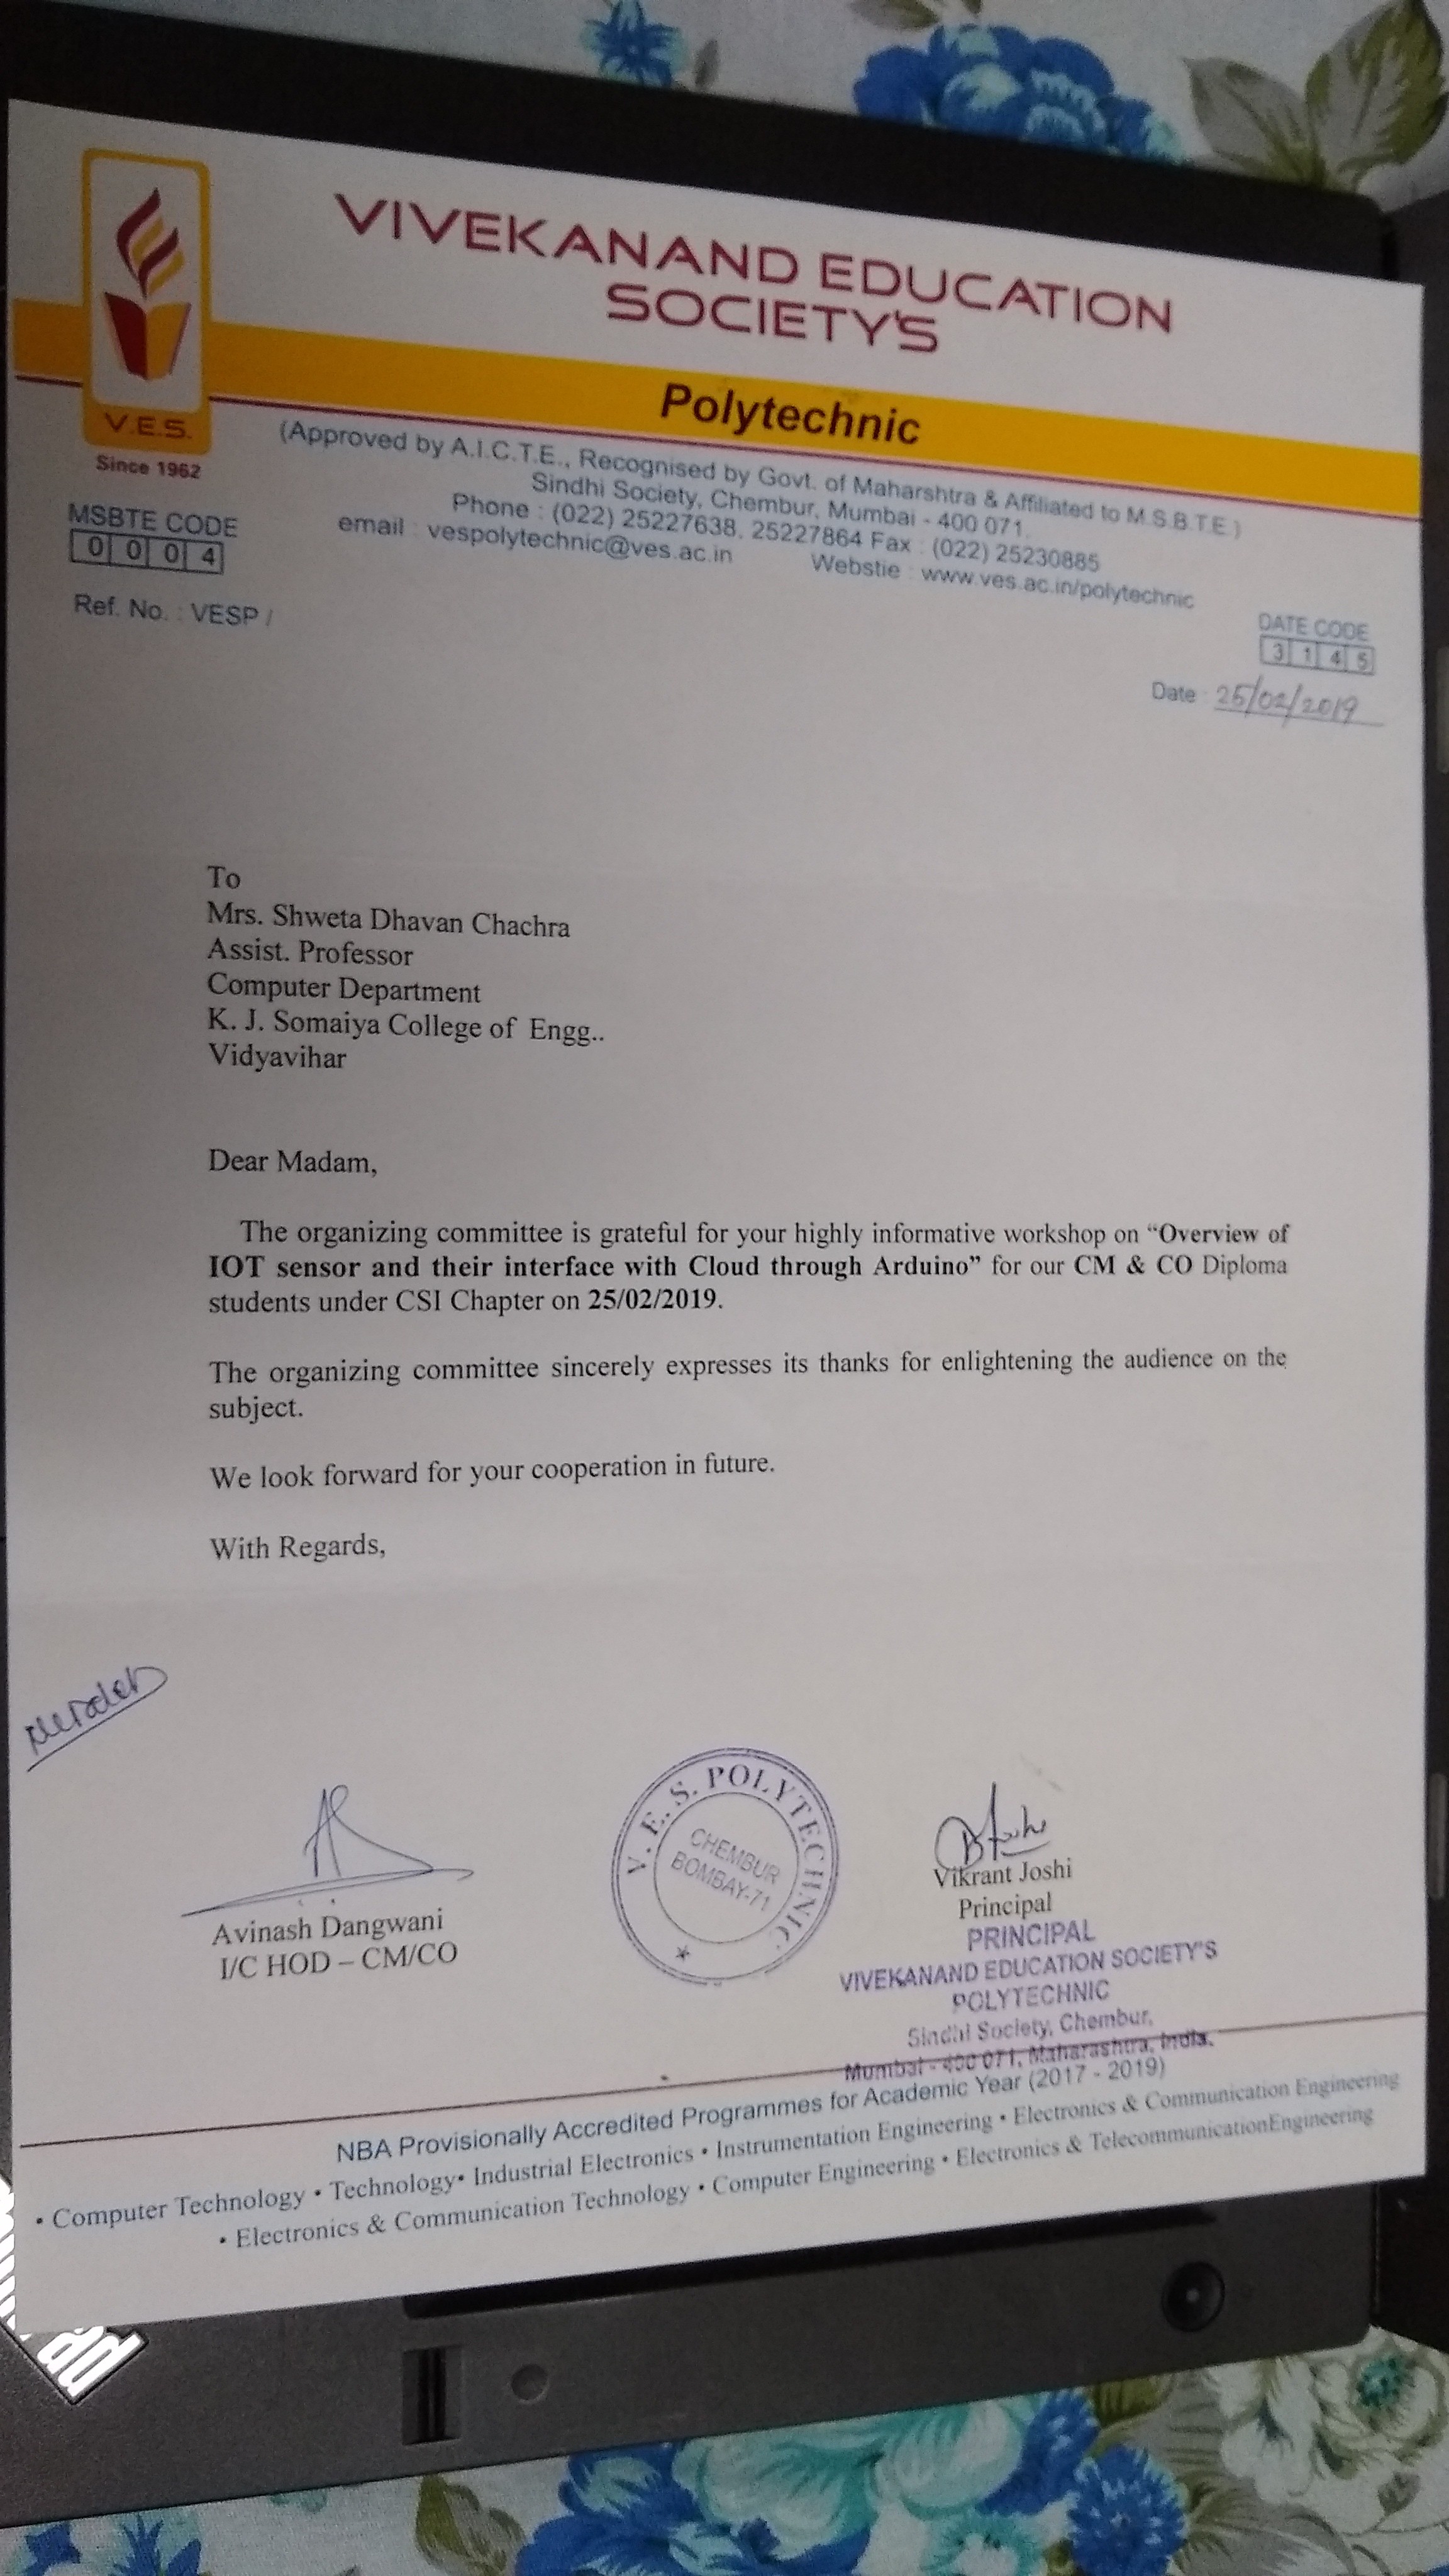 VIVEKANAND EDUCATION
SOCIETY'S
Polytechnic
V.E.S.
Since 1962
(Approved by A.I.C.T.E., Recognised by Govt. of Maharshtra & Affiliated to M.S.B.T.E.)
Sindhi Society, Chembur, Mumbai - 400 071.
Phone : (022) 25227638, 25227864 Fax : (022) 25230885
email : vespolytechnic@ves.ac.in Webstie : www.ves.ac.in/polytechnic
MSBTE CODE
0 0 0 4
Ref. No. : VESP /
DATE CODE
3 1 4 5
Date : 25/02/2019
To
Mrs. Shweta Dhavan Chachra
Assist. Professor
Computer Department
K. J. Somaiya College of Engg..
Vidyavihar
Dear Madam,
The organizing committee is grateful for your highly informative workshop on “Overview of
IOT sensor and their interface with Cloud through Arduino” for our CM & CO Diploma
students under CSI Chapter on 25/02/2019.
The organizing committee sincerely expresses its thanks for enlightening the audience on the
subject.
We look forward for your cooperation in future.
With Regards,
Avinash Dangwani
I/C HOD – CM/CO
V. E. S. POLYTECHNIC
CHEMBUR
BOMBAY-71
Vikrant Joshi
Principal
PRINCIPAL
VIVEKANAND EDUCATION SOCIETY'S
POLYTECHNIC
Sindhi Society, Chembur,
Mumbai - 400 071, Maharashtra, India.
NBA Provisionally Accredited Programmes for Academic Year (2017 - 2019)
• Computer Technology • Technology• Industrial Electronics • Instrumentation Engineering • Electronics & Communication Engineering
• Electronics & Communication Technology • Computer Engineering • Electronics & TelecommunicationEngineering